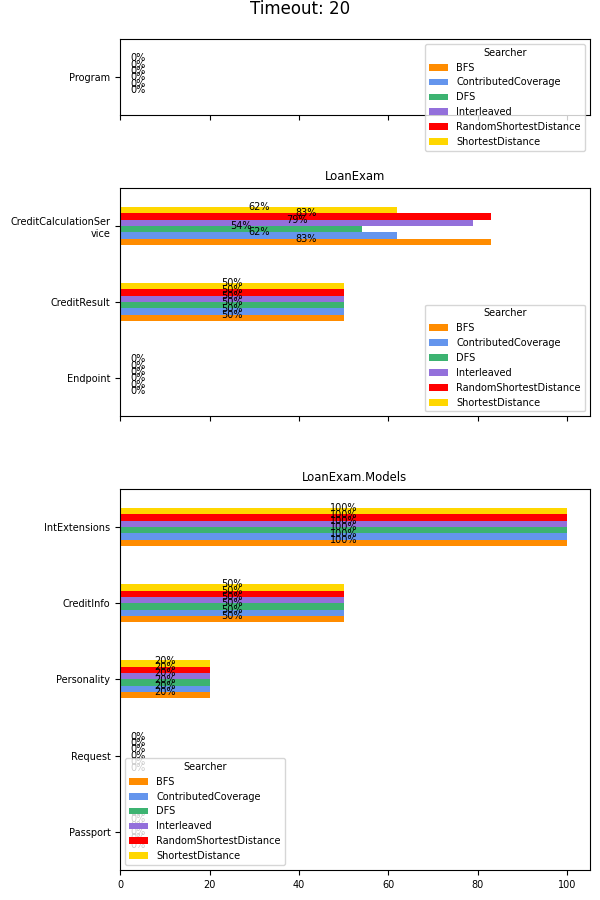 Timeout: 20
0%
0%
0%
0%
0%
0%
Program
Searcher
BFS
ContributedCoverage
DFS
Interleaved
RandomShortestDistance
ShortestDistance
LoanExam
62%
83%
79%
54%
62%
83%
CreditCalculationSer
vice
50%
50%
50%
50%
50%
50%
CreditResult
0%
0%
0%
0%
0%
0%
Endpoint
Searcher
BFS
ContributedCoverage
DFS
Interleaved
RandomShortestDistance
ShortestDistance
LoanExam.Models
100%
100%
100%
100%
100%
100%
IntExtensions
50%
50%
50%
50%
50%
50%
CreditInfo
20%
20%
20%
20%
20%
20%
Personality
0%
0%
0%
0%
0%
0%
Request
Searcher
BFS
ContributedCoverage
DFS
Interleaved
RandomShortestDistance
ShortestDistance
0%
0%
0%
Passport
0 20 40 60 80 100